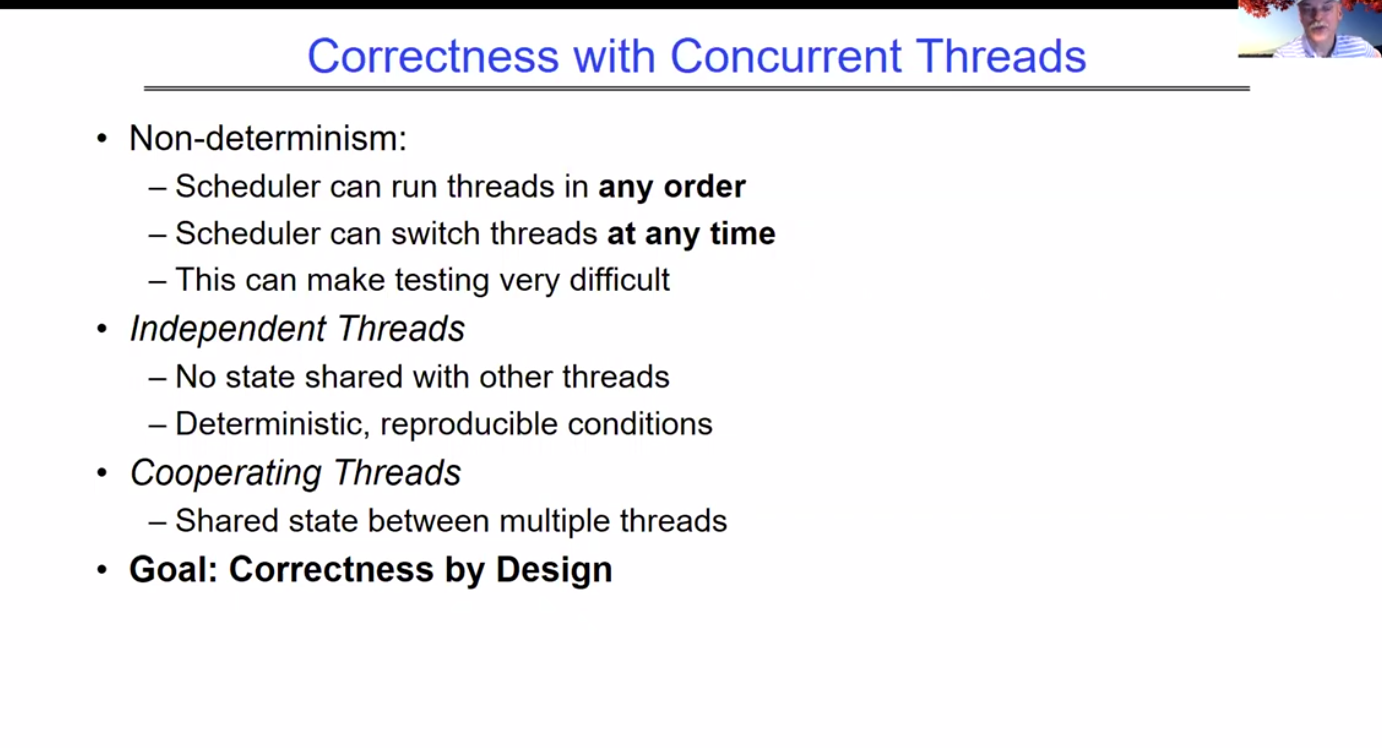 Correctness with Concurrent Threads
• Non-determinism:
– Scheduler can run threads in any order
– Scheduler can switch threads at any time
– This can make testing very difficult
• Independent Threads
– No state shared with other threads
– Deterministic, reproducible conditions
• Cooperating Threads
– Shared state between multiple threads
• Goal: Correctness by Design